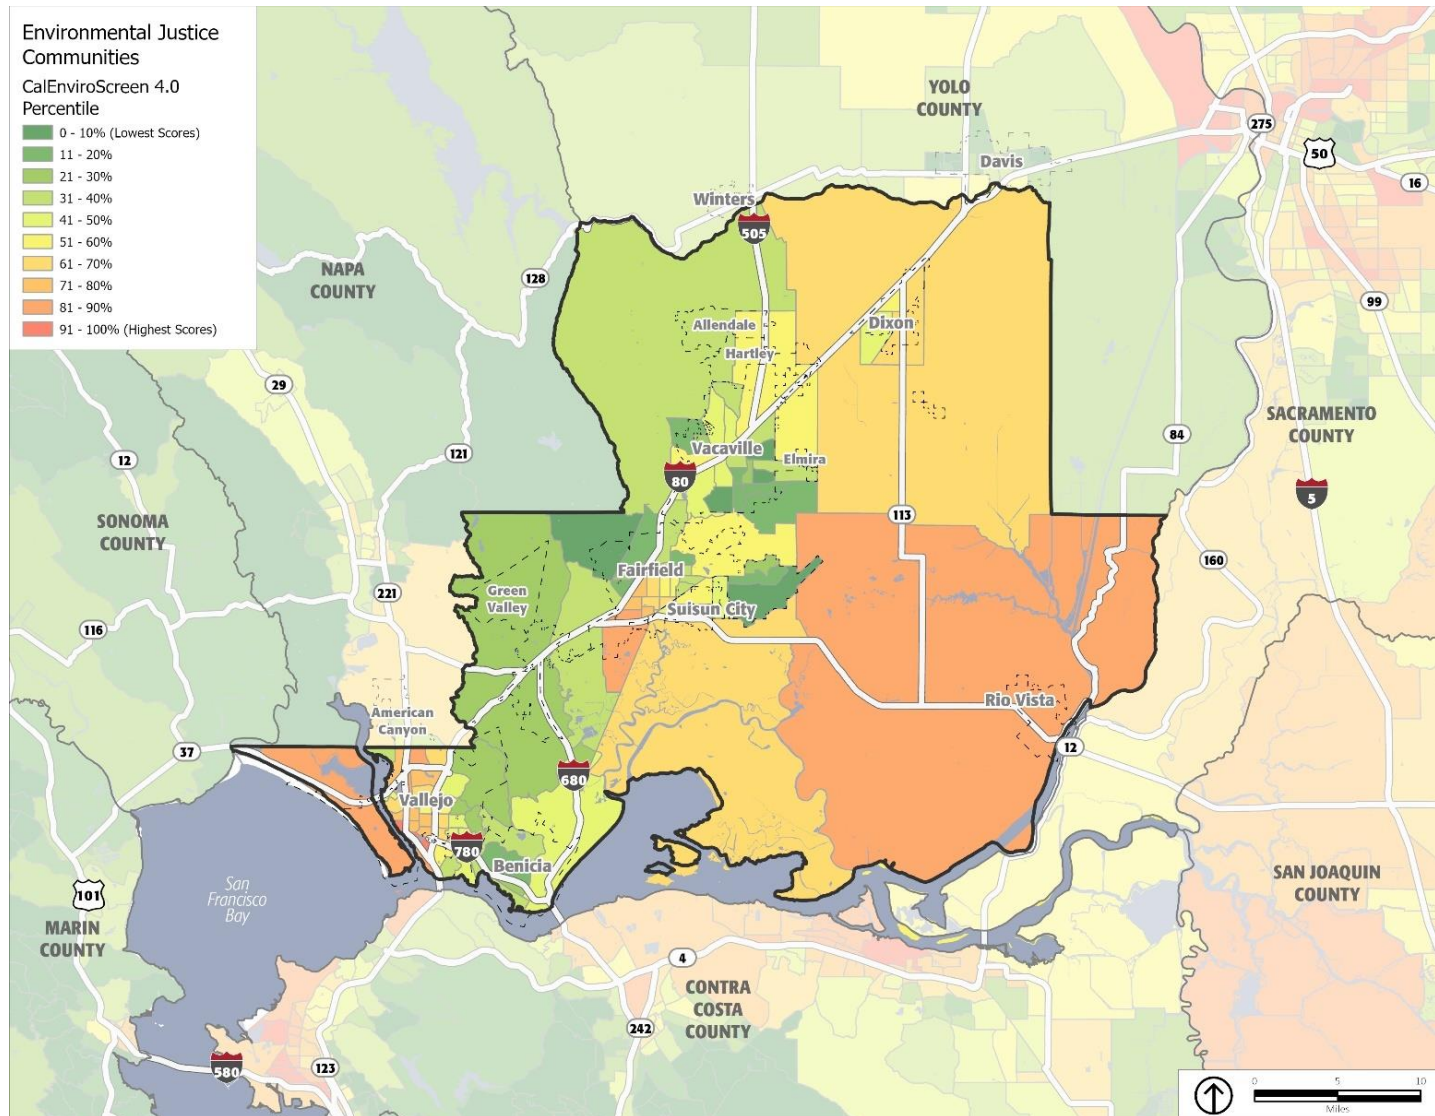 Environmental Justice
Communities
CalEnviroScreen 4.0
Percentile
0 - 10% (Lowest Scores)
11 - 20%
21 - 30%
31 - 40%
41 - 50%
51 - 60%
61 - 70%
71 - 80%
81 - 90%
91 - 100% (Highest Scores)
YOLO
COUNTY
275
50
16
Davis
Winters
505
NAPA
COUNTY
128
99
Allendale
Dixon
Hartley
29
SACRAMENTO
COUNTY
84
12
121
Vacaville
Elmira
80
5
SONOMA
COUNTY
113
160
Fairfield
Green
Valley
221
Suisun City
116
Rio Vista
American
Canyon
37
12
680
Vallejo
780
Benicia
San
Francisco
Bay
101
MARIN
COUNTY
SAN JOAQUIN
COUNTY
4
CONTRA
COSTA
COUNTY
242
580
123
0 5 10
Miles